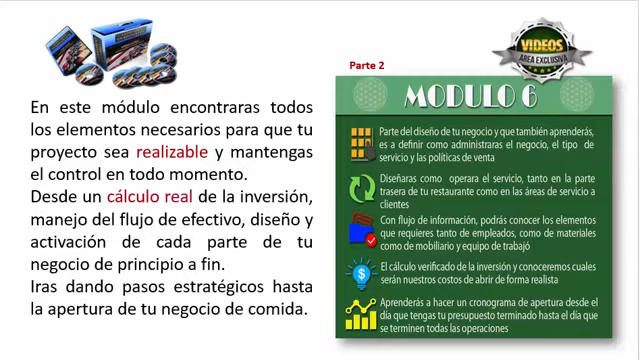 VIDEOS
AREA EXCLUSIVA
Parte 2
En este módulo encontraras todos
los elementos necesarios para que tu
proyecto sea realizable y mantengas
el control en todo momento.
Desde un cálculo real de la inversión,
manejo del flujo de efectivo, diseño y
activación de cada parte de tu
negocio de principio a fin.
Iras dando pasos estratégicos hasta
la apertura de tu negocio de comida.
MODULO 6
Parte del diseño de tu negocio y que también aprenderás,
es a definir como administraras el negocio, el tipo de
servicio y las políticas de venta
Diseñaras como operara el servicio, tanto en la parte
trasera de tu restaurante como en las áreas de servicio a
clientes
Con flujo de información, podrás conocer los elementos
que requieres tanto de empleados, como de materiales
como de mobiliario y equipo de trabajó
El cálculo verificado de la inversión y conoceremos cuales
serán nuestros costos de abrir de forma realista
Aprenderás a hacer un cronograma de apertura desde el
día que tengas tu presupuesto terminado hasta el día que
se terminen todas las operaciones